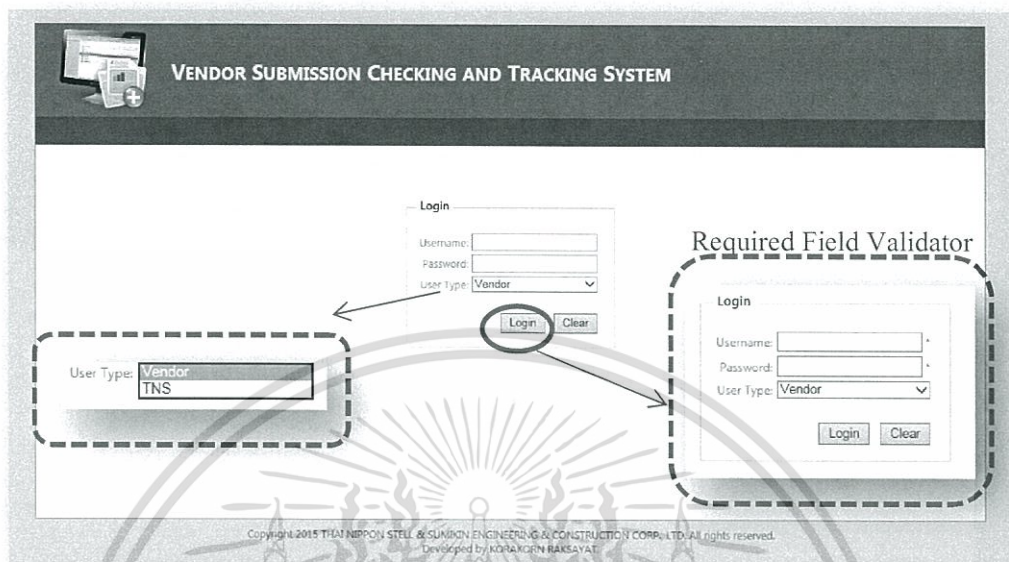 VENDOR SUBMISSION CHECKING AND TRACKING SYSTEM
Login
Username:
Password:
User Type: Vendor
Login Clear
User Type: Vendor
TNS
Required Field Validator
Login
Username: *
Password: *
User Type: Vendor
Login Clear
Copyright 2015 THAI NIPPON STELL & SUMIKIN ENGINEERING & CONSTRUCTION CORP., LTD. All rights reserved.
Developed by KORAKORN RAKSAYAT.